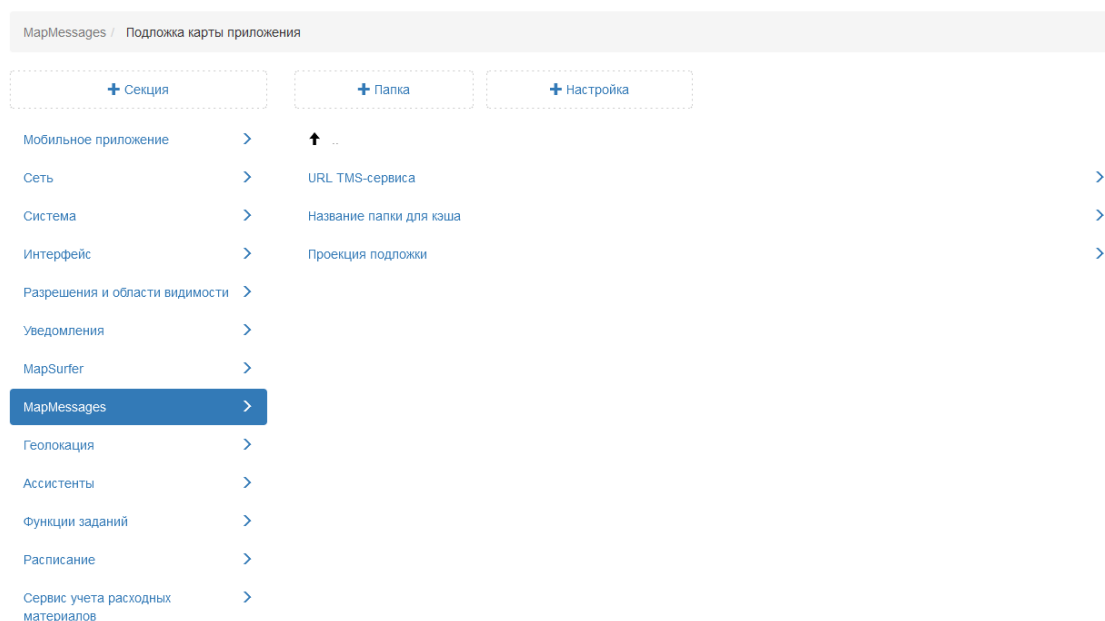 MapMessages / Подложка карты приложения
Секция
Папка
Настройка
Мобильное приложение
Сеть
Система
Интерфейс
Разрешения и области видимости
Уведомления
MapSurfer
MapMessages
Геолокация
Ассистенты
Функции заданий
Расписание
Сервис учета расходных
материалов
..
URL TMS-сервиса
Название папки для кэша
Проекция подложки